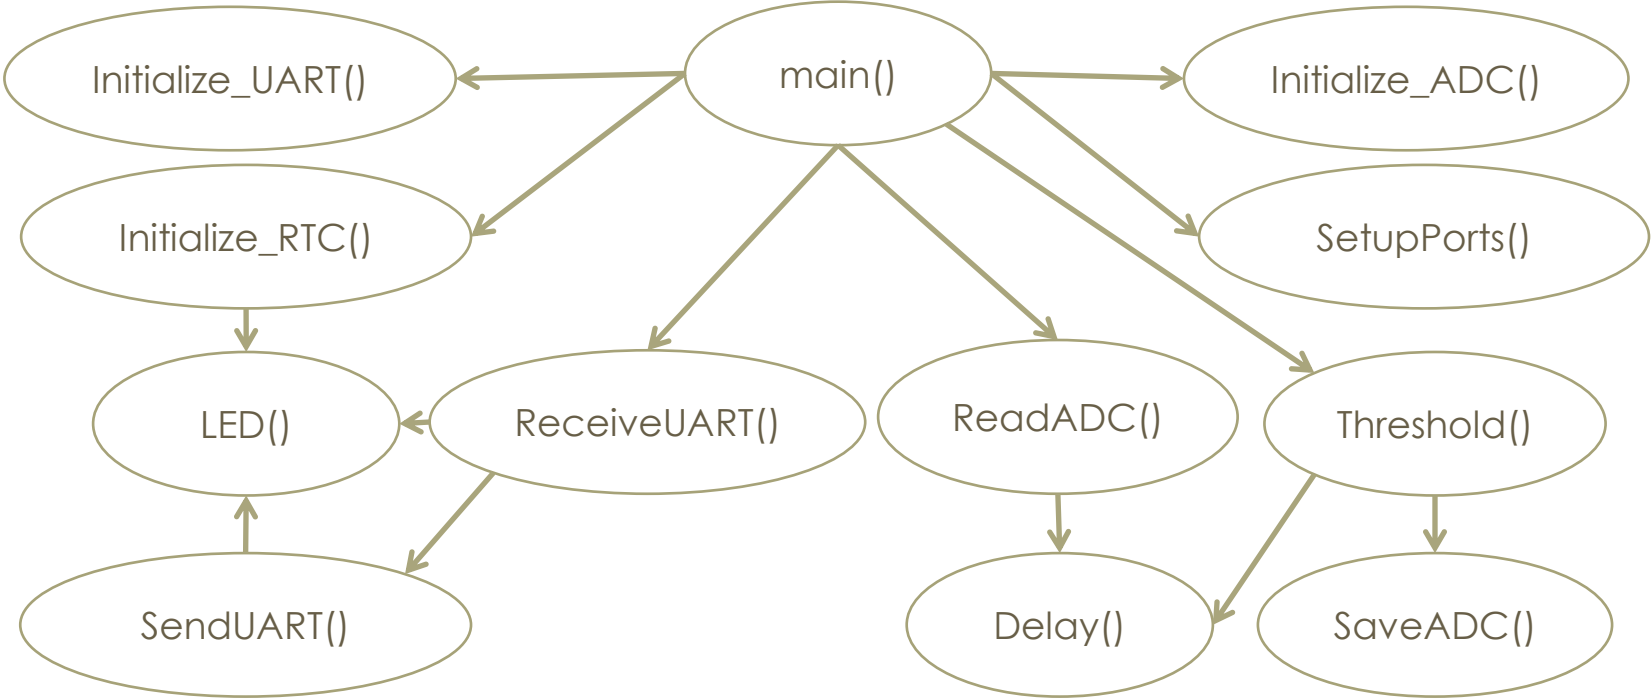 Initialize_UART()
main()
Initialize_ADC()
Initialize_RTC()
SetupPorts()
LED()
ReceiveUART()
ReadADC()
Threshold()
SendUART()
Delay()
SaveADC()